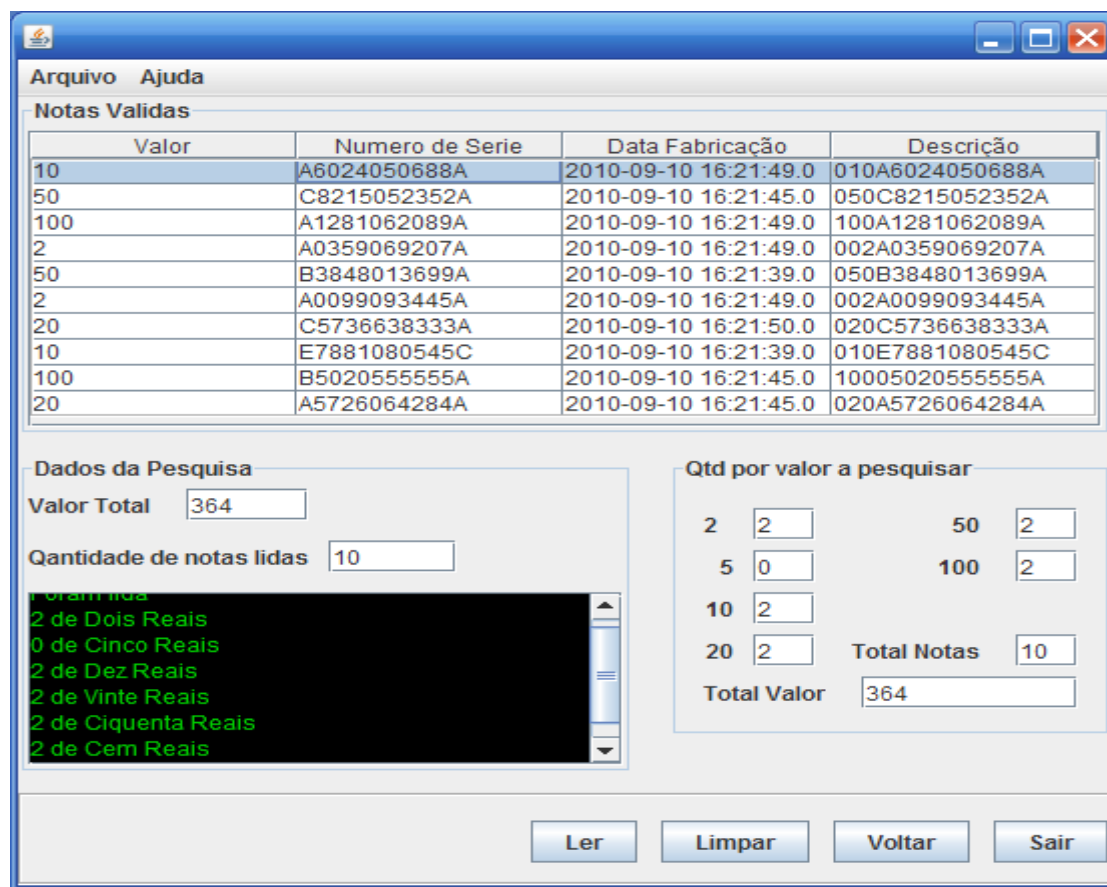 Arquivo Ajuda
Notas Validas
Valor Numero de Serie Data Fabricação Descrição
10 A6024050688A 2010-09-10 16:21:49.0 010A6024050688A
50 C8215052352A 2010-09-10 16:21:45.0 050C8215052352A
100 A1281062089A 2010-09-10 16:21:49.0 100A1281062089A
2 A0359069207A 2010-09-10 16:21:49.0 002A0359069207A
50 B3848013699A 2010-09-10 16:21:39.0 050B3848013699A
2 A0099093445A 2010-09-10 16:21:49.0 002A0099093445A
20 C5736638333A 2010-09-10 16:21:50.0 020C5736638333A
10 E7881080545C 2010-09-10 16:21:39.0 010E7881080545C
100 B5020555555A 2010-09-10 16:21:45.0 10005020555555A
20 A5726064284A 2010-09-10 16:21:45.0 020A5726064284A
Dados da Pesquisa
Valor Total 364
Qantidade de notas lidas 10
Foram lida
2 de Dois Reais
0 de Cinco Reais
2 de Dez Reais
2 de Vinte Reais
2 de Ciquenta Reais
2 de Cem Reais
Qtd por valor a pesquisar
2 2 50 2
5 0 100 2
10 2
20 2 Total Notas 10
Total Valor 364
Ler Limpar Voltar Sair